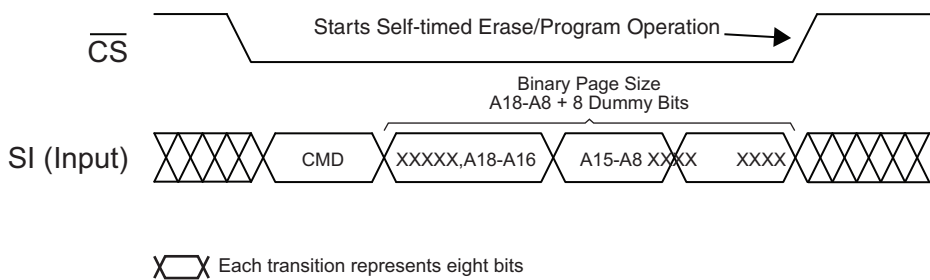 Starts Self-timed Erase/Program Operation
CS
Binary Page Size
A18-A8 + 8 Dummy Bits
SI (Input)
CMD
XXXXX,A18-A16
A15-A8 XXXX
XXXX
Each transition represents eight bits